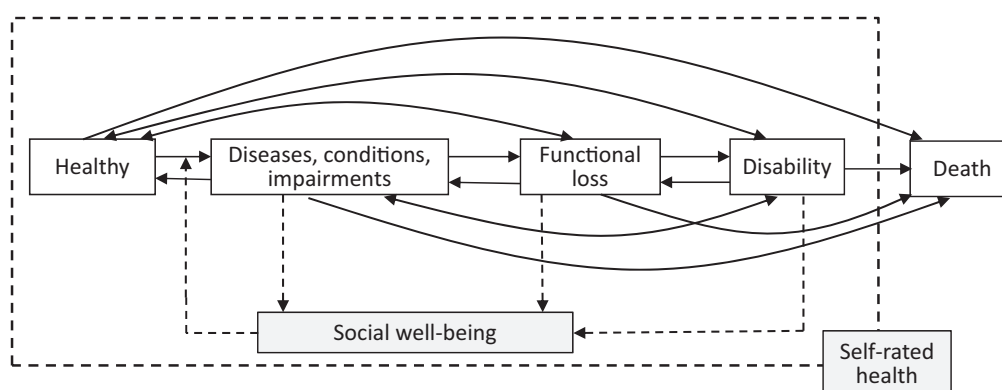 Healthy
Diseases, conditions,
impairments
Functional
loss
Disability
Death
Social well-being
Self-rated
health